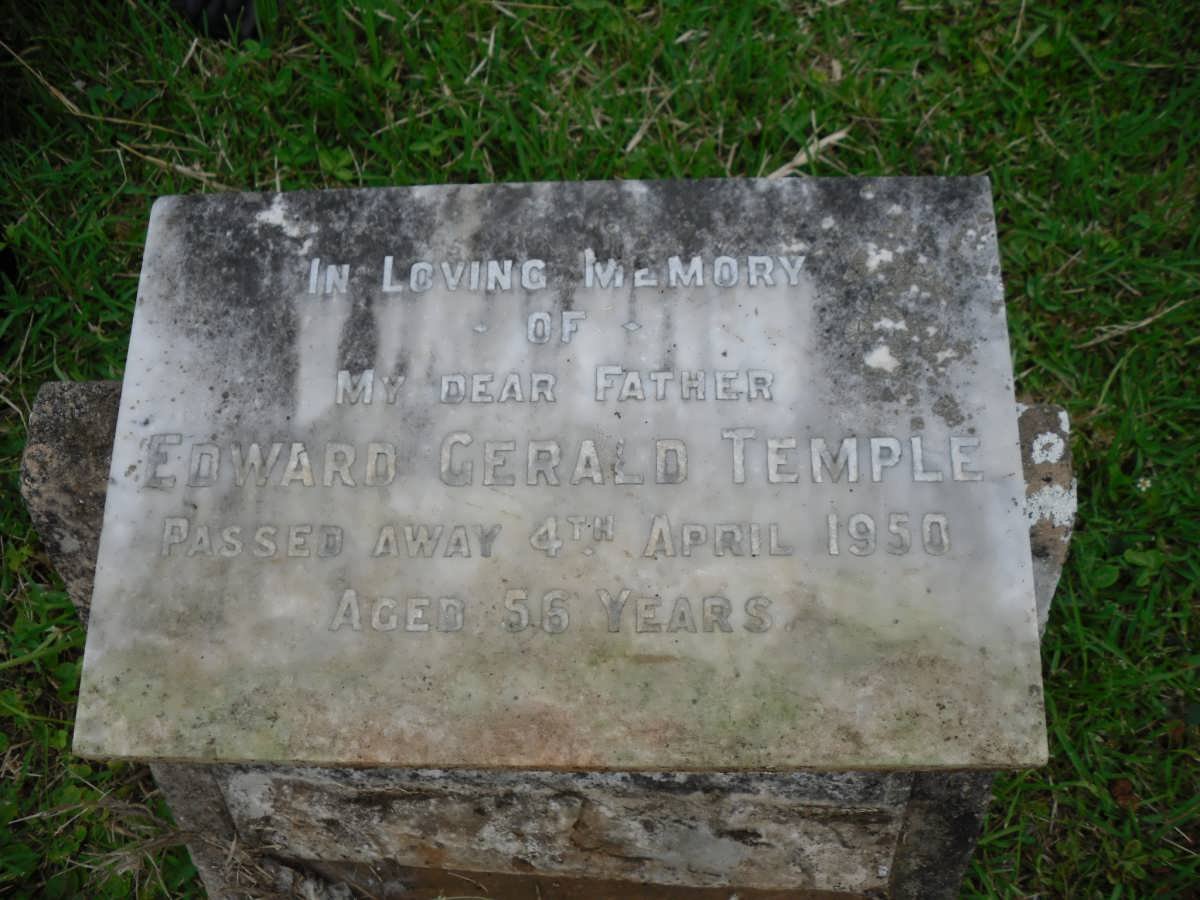 In Loving Memory
of
My dear Father
Edward Gerald Temple
Passed away 4th April 1950
Aged 56 Years.